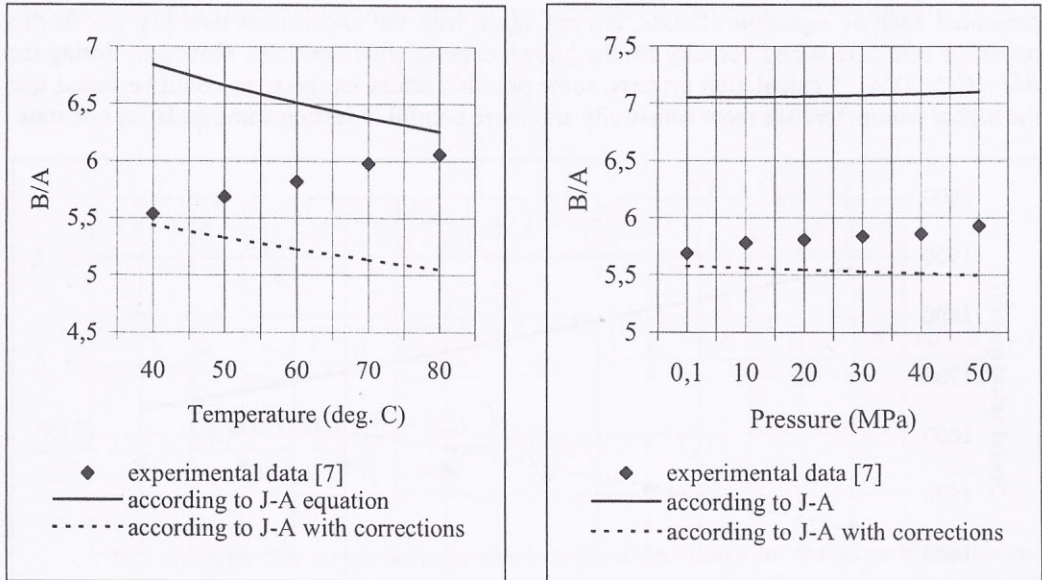 7
6,5
6
5,5
5
4,5
B/A
40 50 60 70 80
Temperature (deg. C)
experimental data [7]
according to J-A equation
according to J-A with corrections
7,5
7
6,5
6
5,5
5
B/A
0,1 10 20 30 40 50
Pressure (MPa)
experimental data [7]
according to J-A
according to J-A with corrections